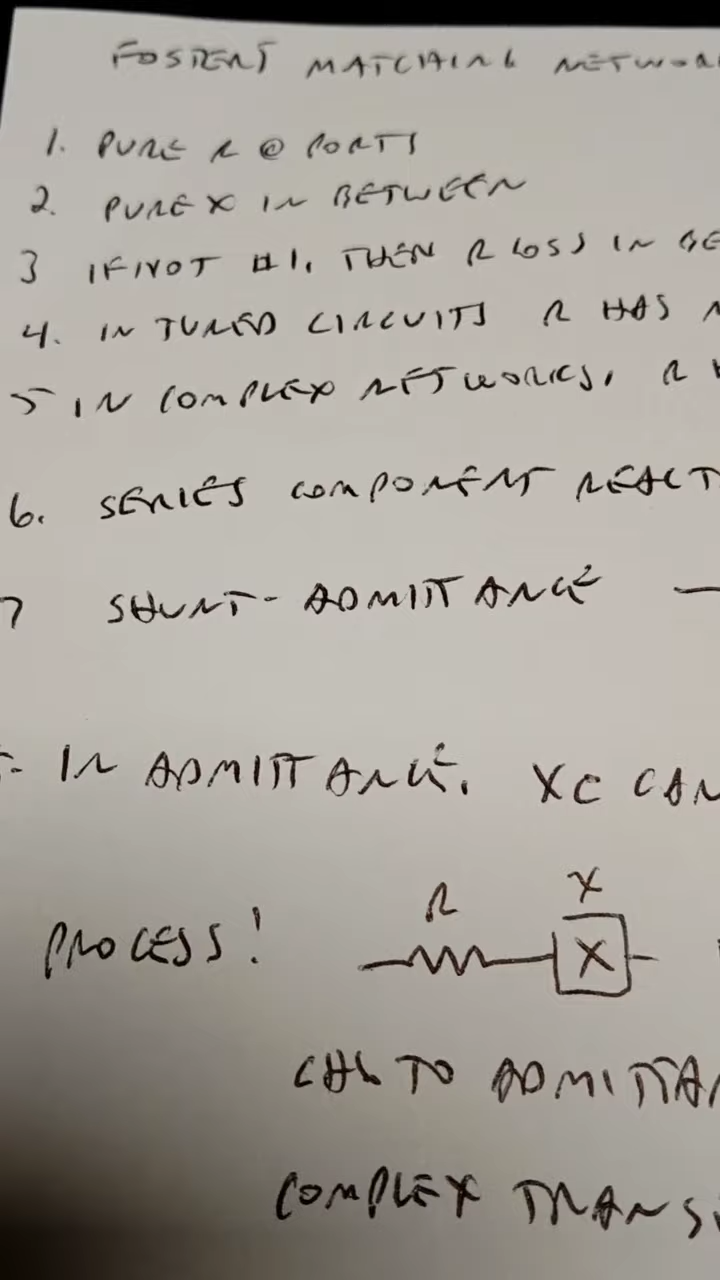 FOSTERS MATCHING NETWOR
1. PURE R @ PORTS
2. PURE X IN BETWEEN
3 IF NOT #1. THEN R LOSS IN BE
4. IN TUNED CIRCUITS R HAS N
5 IN COMPLEX NETWORKS, R H
6. SERIES COMPONENT REACT
7 SHUNT- ADMITTANCE —
- IN ADMITTANCE. XC CAN
R X
PROCESS! X
CHG TO ADMITTA
COMPLEX TRANS